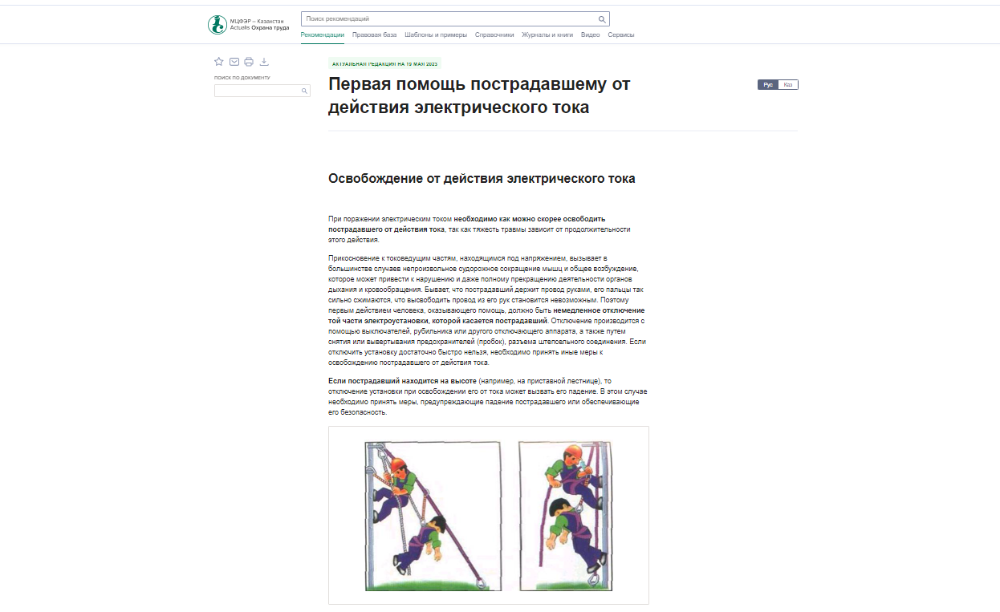 МЦФЭР – Казахстан
Actualis Охрана труда
Поиск рекомендаций
Рекомендации Правовая база Шаблоны и примеры Справочники Журналы и книги Видео Сервисы
ПОИСК ПО ДОКУМЕНТУ
АКТУАЛЬНАЯ РЕДАКЦИЯ НА 19 МАЯ 2023
Первая помощь пострадавшему от
действия электрического тока
Рус Каз
Освобождение от действия электрического тока
При поражении электрическим током необходимо как можно скорее освободить
пострадавшего от действия тока, так как тяжесть травмы зависит от продолжительности
этого действия.
Прикосновение к токоведущим частям, находящимся под напряжением, вызывает в
большинстве случаев непроизвольное судорожное сокращение мышц и общее возбуждение,
которое может привести к нарушению и даже полному прекращению деятельности органов
дыхания и кровообращения. Бывает, что пострадавший держит провод руками, его пальцы так
сильно сжимаются, что высвободить провод из его рук становится невозможным. Поэтому
первым действием человека, оказывающего помощь, должно быть немедленное отключение
той части электроустановки, которой касается пострадавший. Отключение производится с
помощью выключателей, рубильника или другого отключающего аппарата, а также путем
снятия или вывертывания предохранителей (пробок), разъема штепсельного соединения. Если
отключить установку достаточно быстро нельзя, необходимо принять иные меры к
освобождению пострадавшего от действия тока.
Если пострадавший находится на высоте (например, на приставной лестнице), то
отключение установки при освобождении его от тока может вызвать его падение. В этом случае
необходимо принять меры, предупреждающие падение пострадавшего или обеспечивающие
его безопасность.